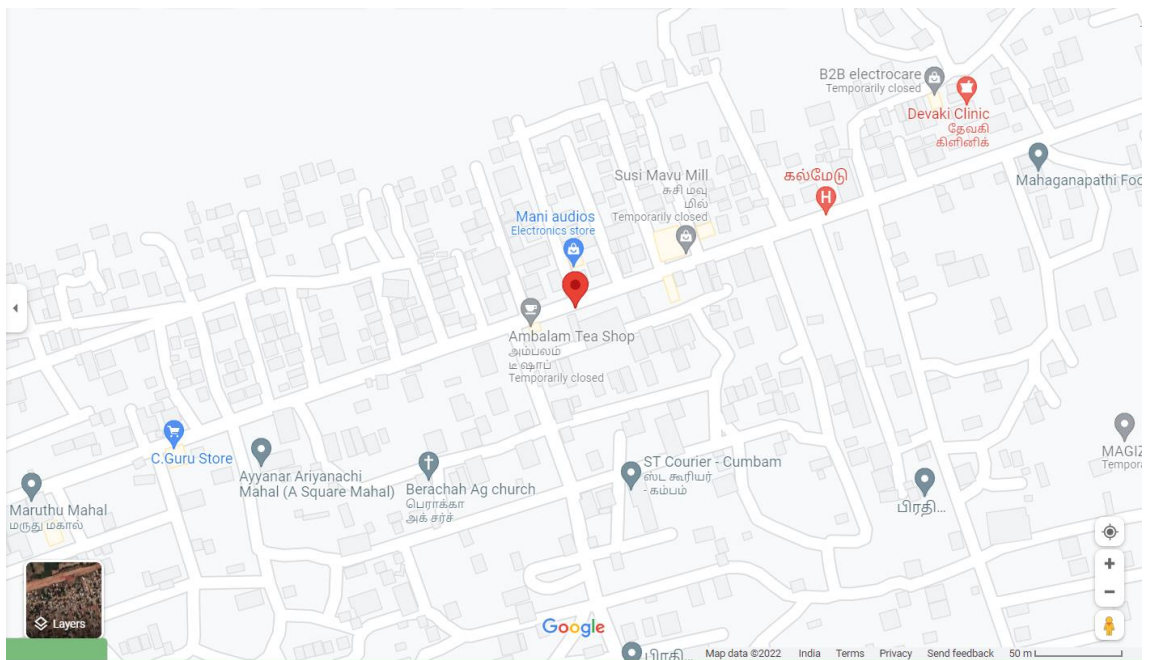 B2B electrocare
Temporarily closed
Devaki Clinic
தேவகி
கிளினிக்
Mahaganapathi Foo
Susi Mavu Mill
சுசி மவு
மில்
Temporarily closed
கல்மேடு
H
Mani audios
Electronics store
Ambalam Tea Shop
அம்பலம்
டீ ஷாப்
Temporarily closed
C.Guru Store
Ayyanar Ariyanachi
Mahal (A Square Mahal)
Berachah Ag church
பெராக்கா
அக் சர்ச்
ST Courier - Cumbam
ஸ்ட கூரியர்
- கம்பம்
MAGIZ
Tempora
பிரதி...
Maruthu Mahal
மருது மகால்
Layers
Google
பிரதி...
Map data ©2022 India Terms Privacy Send feedback 50 m